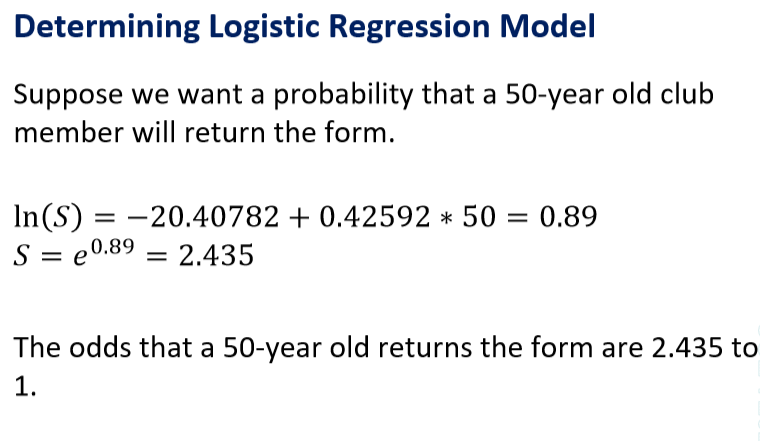 Determining Logistic Regression Model
Suppose we want a probability that a 50-year old club
member will return the form.
ln(S) = −20.40782 + 0.42592 ∗ 50 = 0.89
S = e^0.89 = 2.435
The odds that a 50-year old returns the form are 2.435 to
1.